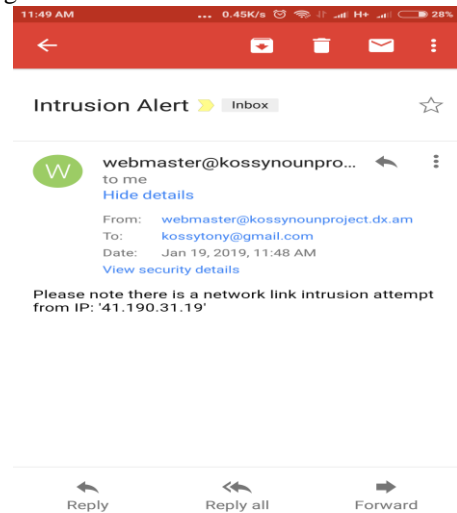 11:49 AM ... 0.45K/s H+ 28%
Intrusion Alert Inbox
W
webmaster@kossynounpro...
to me
Hide details
From: webmaster@kossynounproject.dx.am
To: kossytony@gmail.com
Date: Jan 19, 2019, 11:48 AM
View security details
Please note there is a network link intrusion attempt
from IP: '41.190.31.19'
Reply Reply all Forward